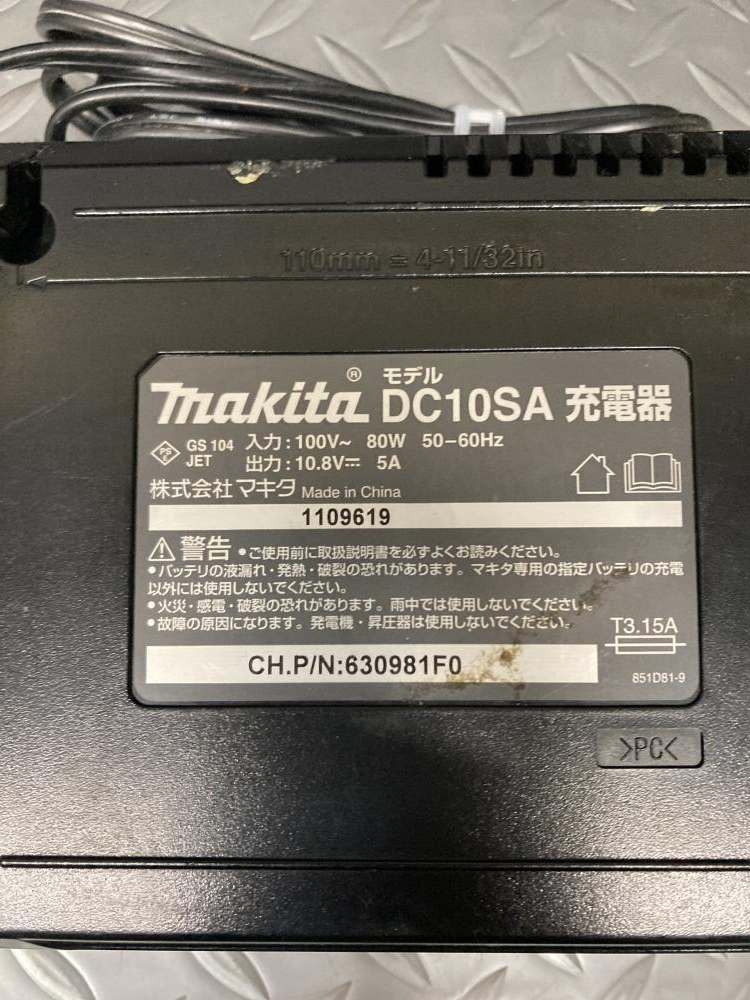 110mm = 4-11/32in
makita® モデル DC10SA 充電器
PS E GS 104 JET
入力:100V~ 80W 50-60Hz
出力:10.8V⎓ 5A
株式会社マキタ Made in China
1109619
⚠警告 •ご使用前に取扱説明書を必ずよくお読みください。
•バッテリの液漏れ・発熱・破裂の恐れがあります。マキタ専用の指定バッテリの充電
以外には使用しないでください。
•火災・感電・破裂の恐れがあります。雨中では使用しないでください。
•故障の原因になります。発電機・昇圧器は使用しないでください。
T3.15A
CH.P/N:630981F0
851D81-9
>PC<